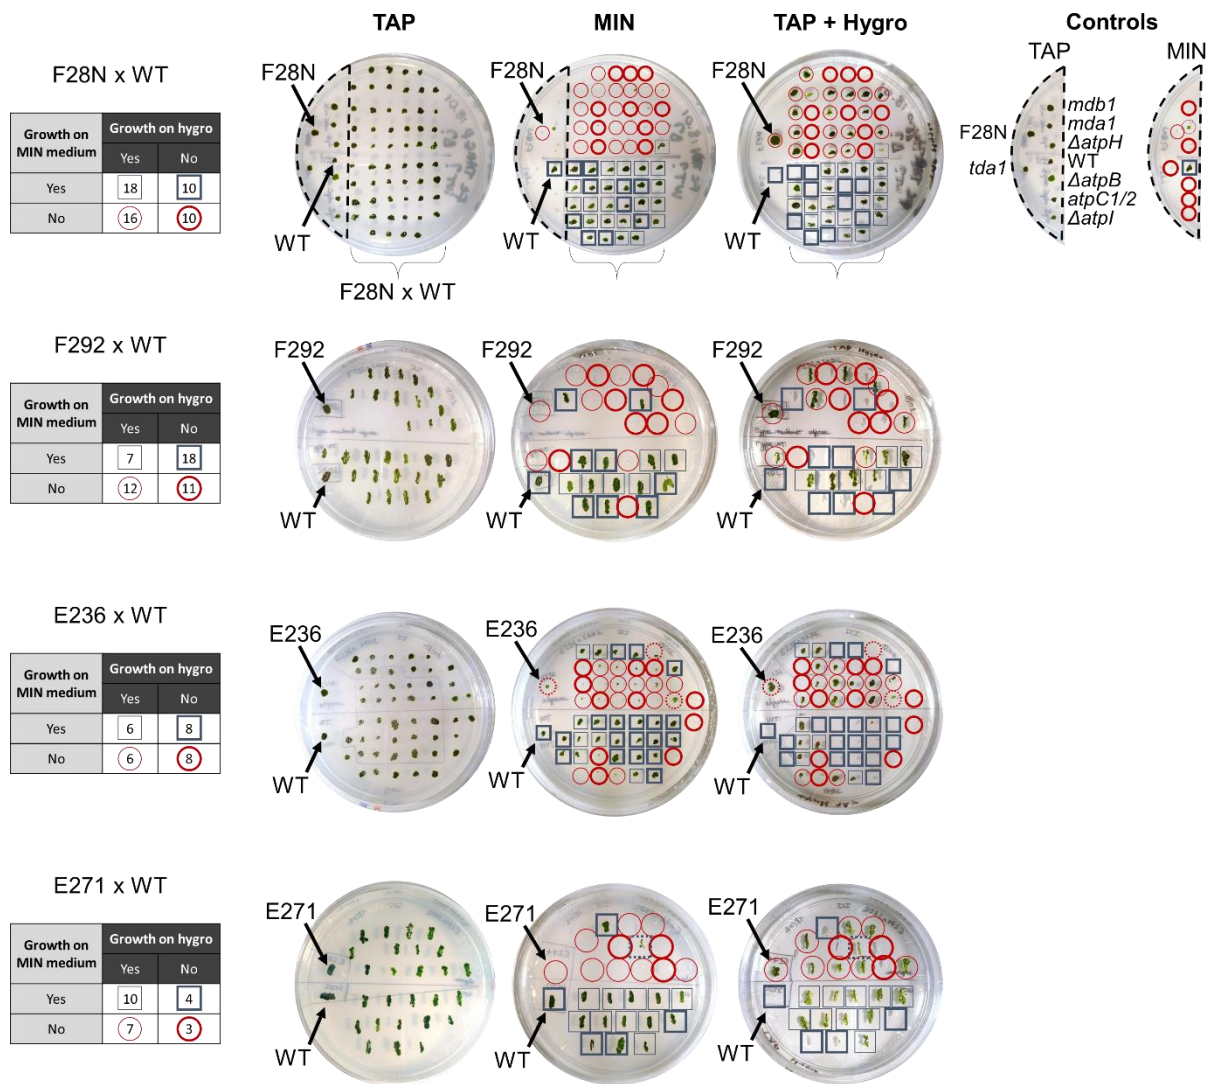 TAP
MIN
TAP + Hygro
Controls
F28N x WT
Growth on MIN medium
Growth on hygro
Yes
No
Yes
18
10
No
16
10
F28N
WT
F28N
WT
F28N x WT
F28N
WT
TAP
MIN
F28N
tda1
mdb1
mda1
ΔatpH
WT
ΔatpB
atpC1/2
ΔatpI
F292 x WT
Growth on MIN medium
Growth on hygro
Yes
No
Yes
7
18
No
12
11
F292
WT
F292
WT
F292
WT
TAP Hygro
E236 x WT
Growth on MIN medium
Growth on hygro
Yes
No
Yes
6
8
No
6
8
E236
WT
E236
WT
E236
WT
E271 x WT
Growth on MIN medium
Growth on hygro
Yes
No
Yes
10
4
No
7
3
E271
WT
E271
WT
E271
WT